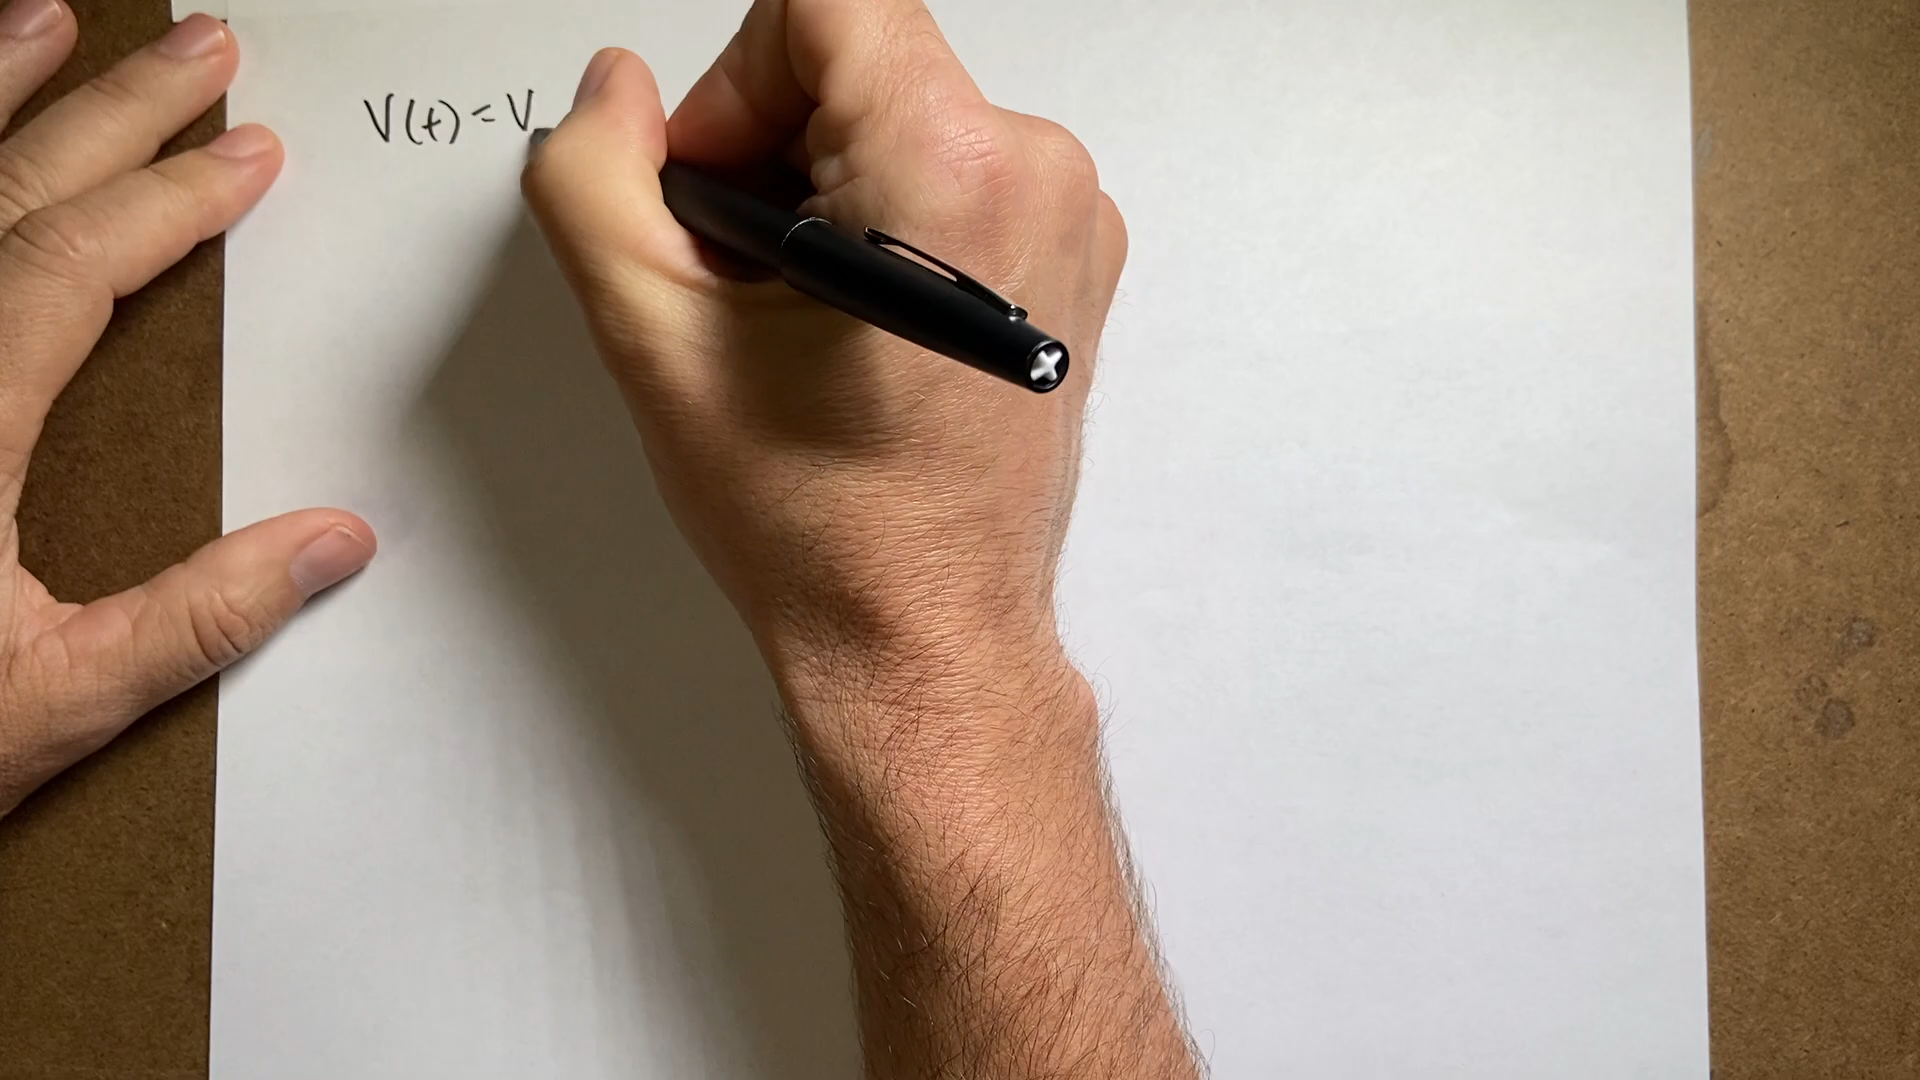 V(t) = V